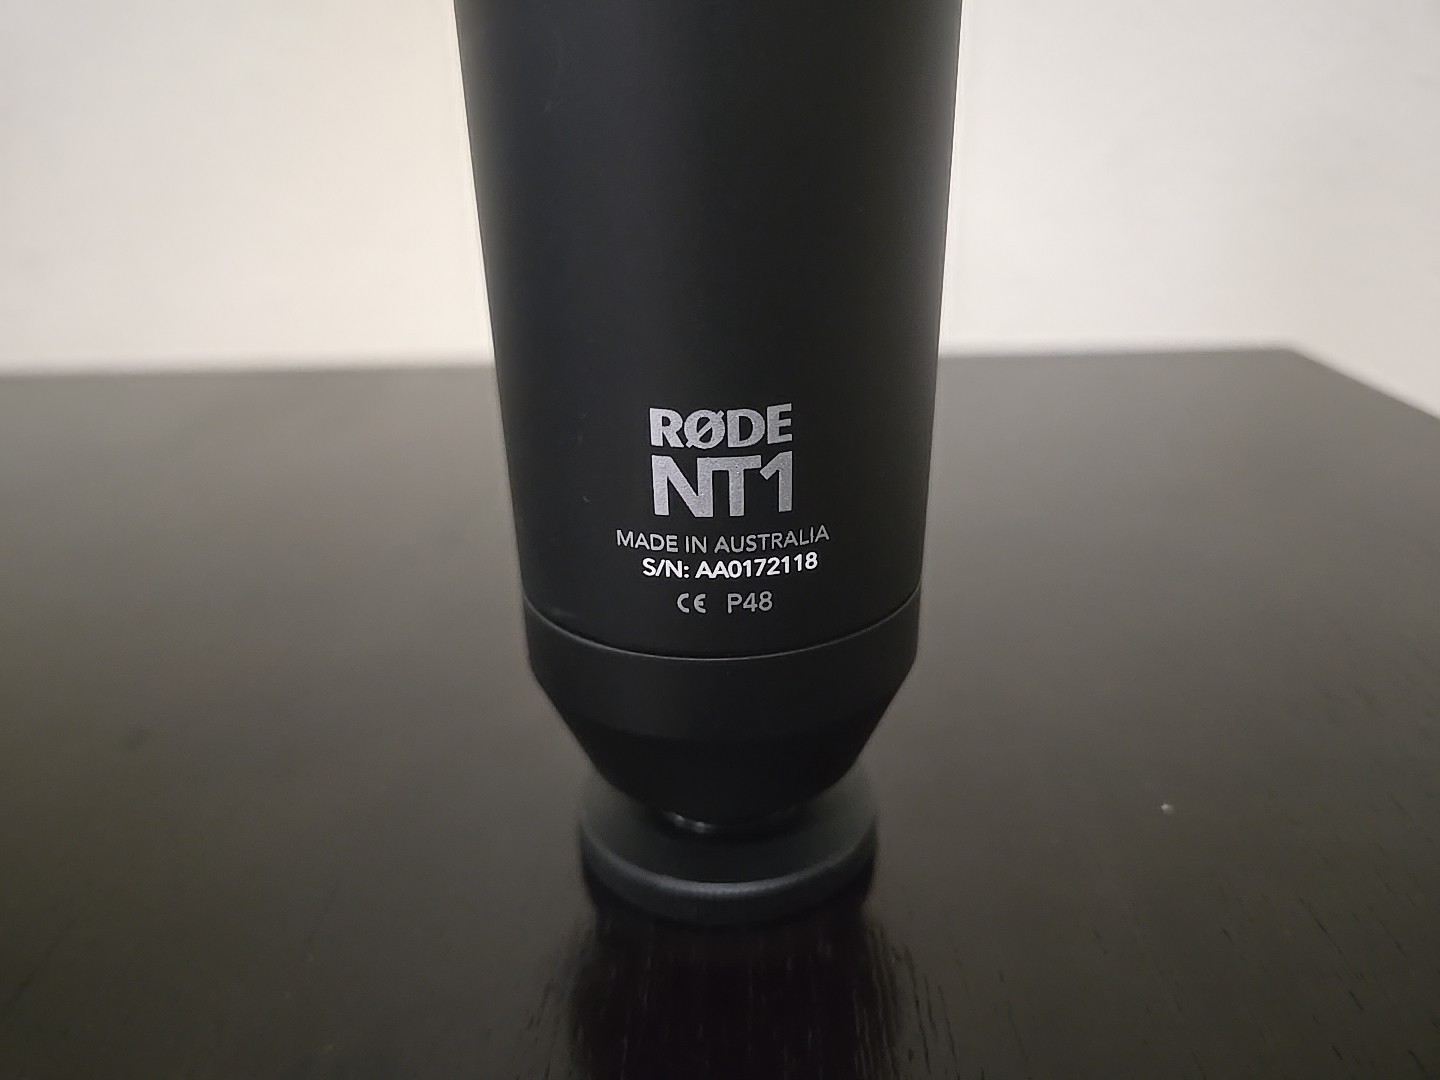 RØDE
NT1
MADE IN AUSTRALIA
S/N: AA0172118
CE P48